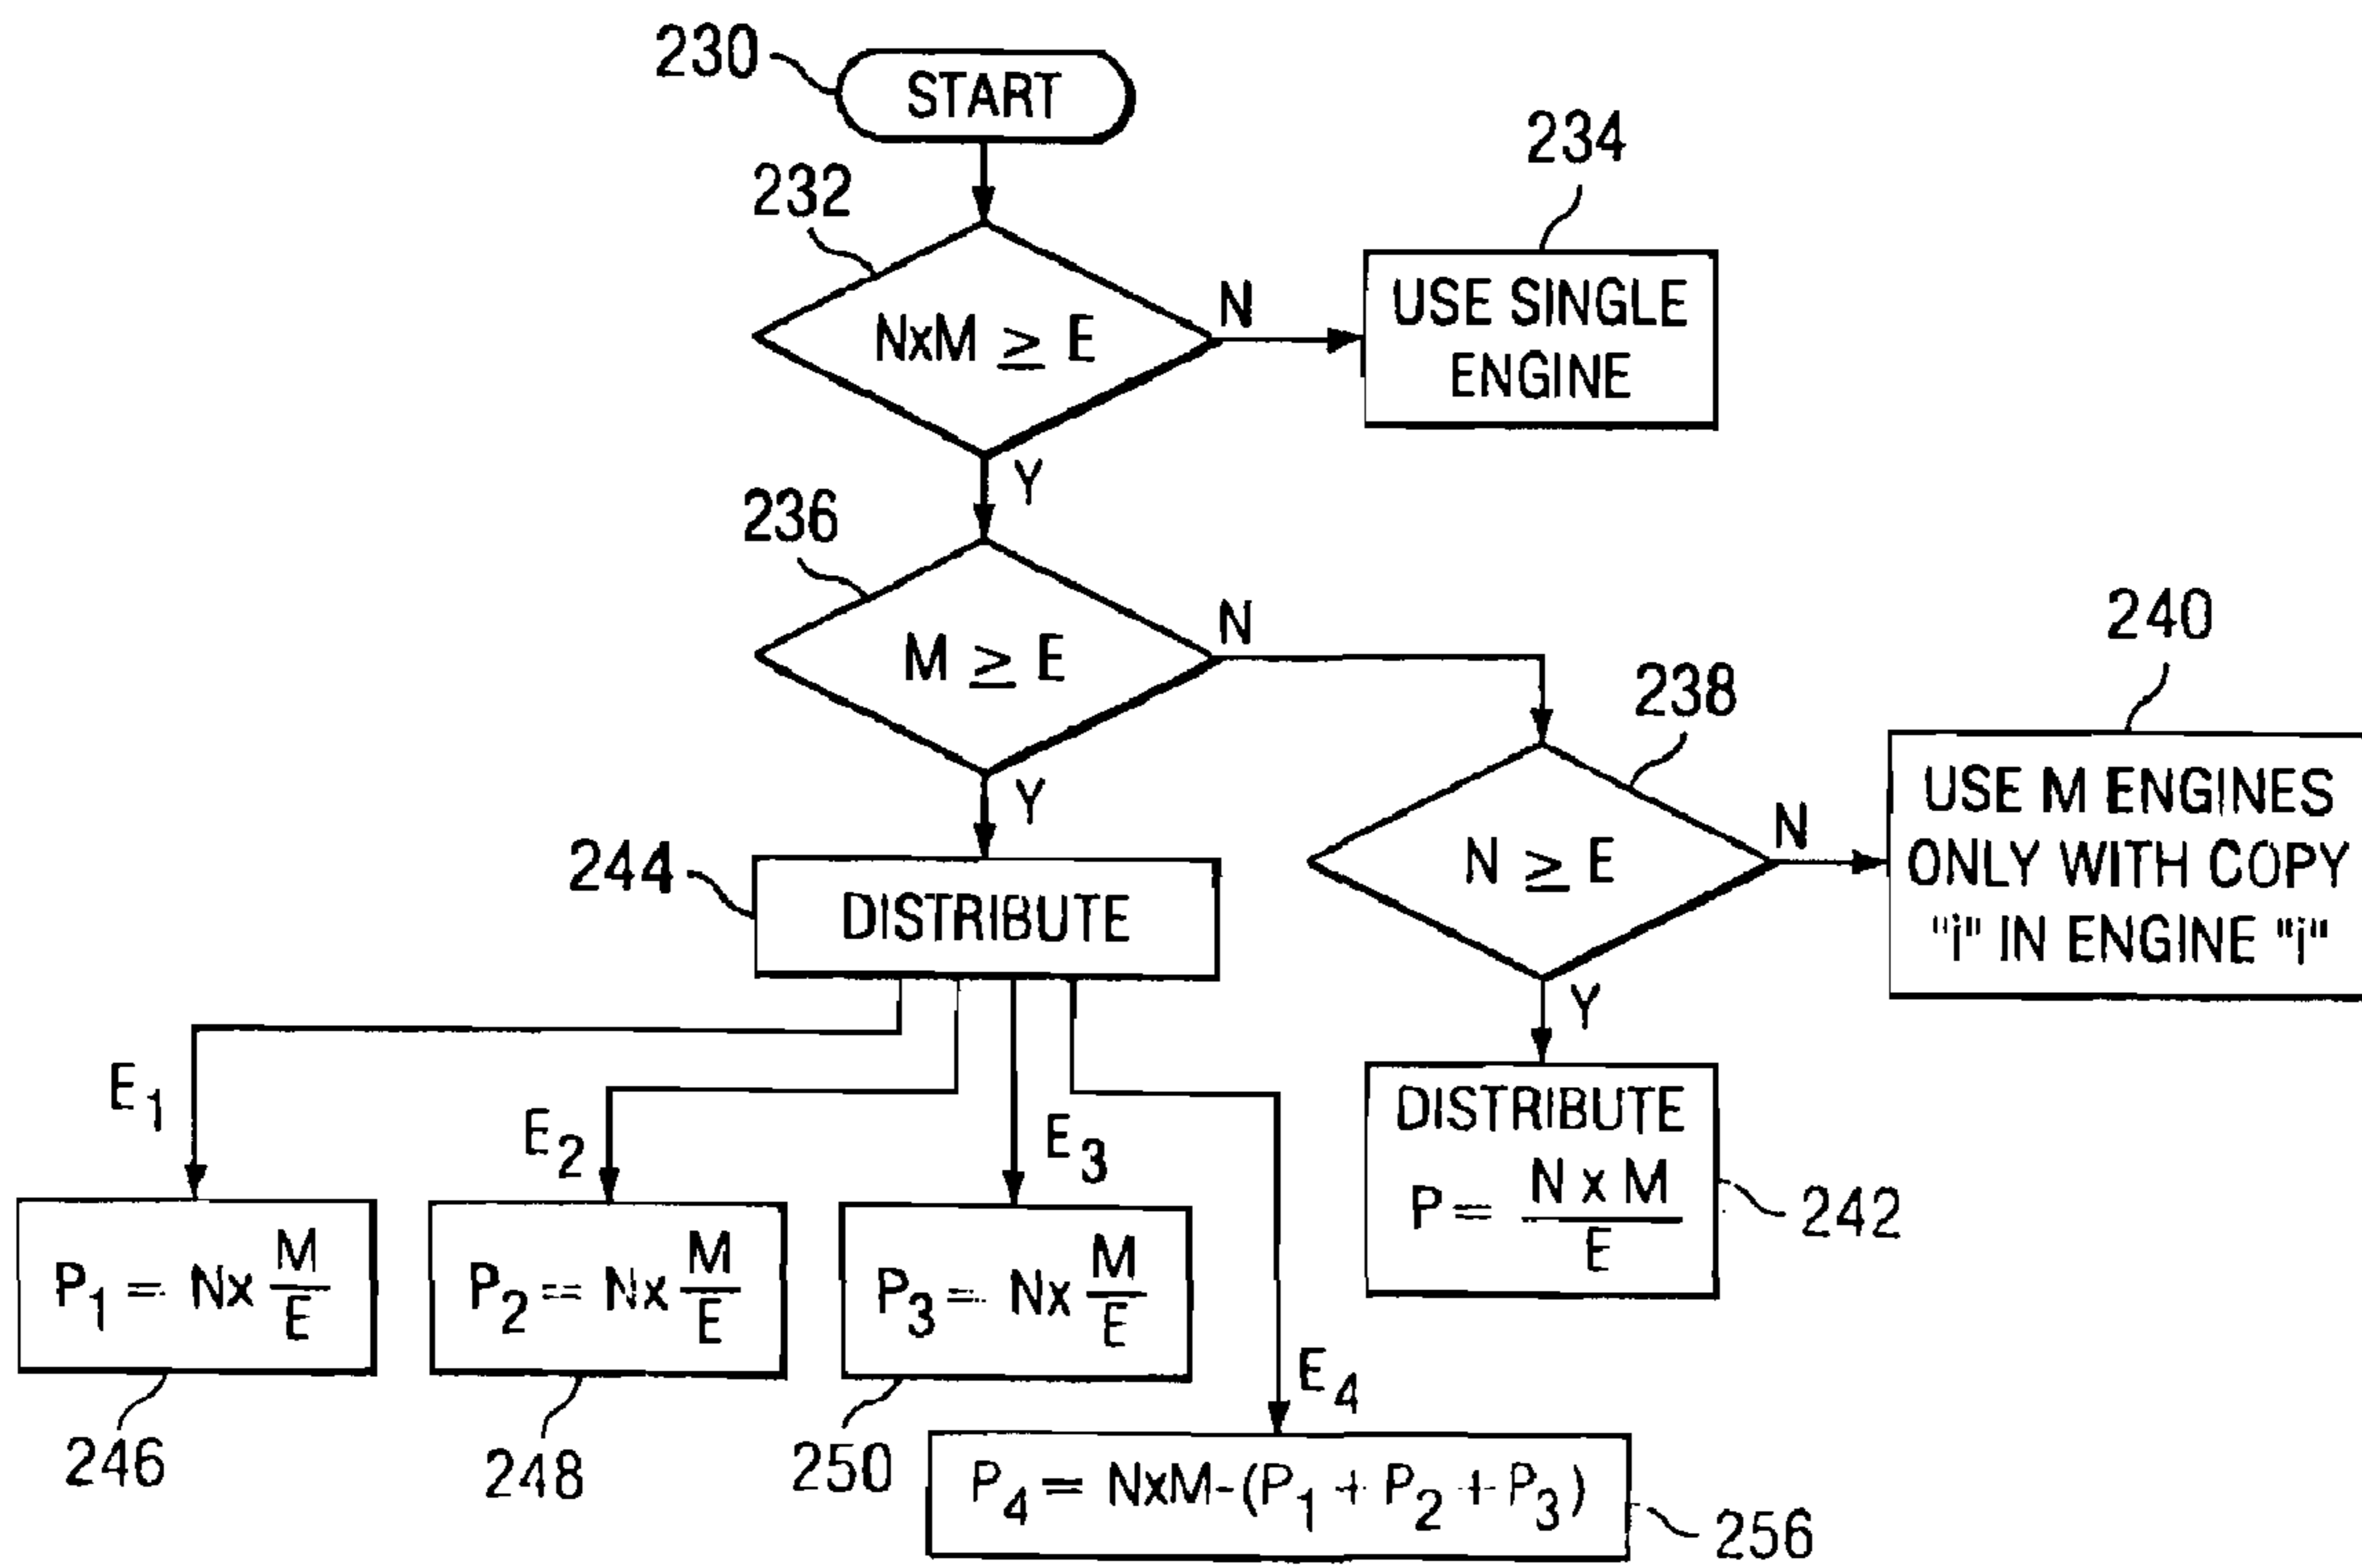 230
START
232
234
NxM ≥ E
N
USE SINGLE
ENGINE
Y
236
M ≥ E
N
240
238
Y
N ≥ E
N
USE M ENGINES
ONLY WITH COPY
"i" IN ENGINE "i"
244
DISTRIBUTE
Y
E1
E2
E3
DISTRIBUTE
P = N x M / E
242
P1 = Nx M/E
P2 = Nx M/E
P3 = Nx M/E
E4
246
248
250
P4 = NxM-(P1 + P2 + P3)
256